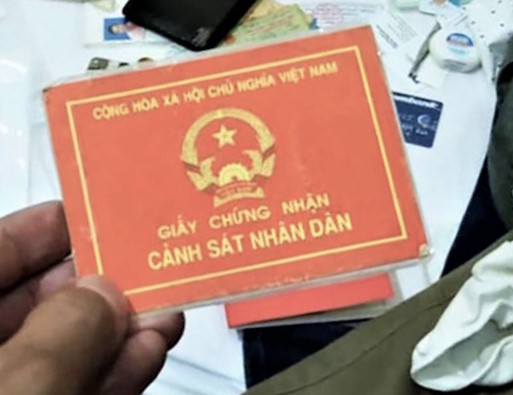 CỘNG HÒA XÃ HỘI CHỦ NGHĨA VIỆT NAM
GIẤY CHỨNG NHẬN
CẢNH SÁT NHÂN DÂN